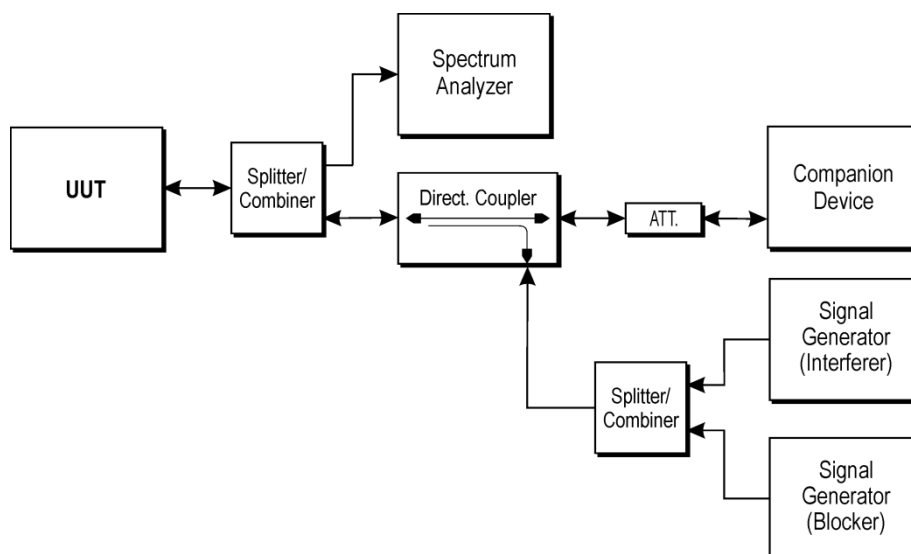 Spectrum
Analyzer
UUT
Splitter/
Combiner
Direct. Coupler
ATT.
Companion
Device
Signal
Generator
(Interferer)
Splitter/
Combiner
Signal
Generator
(Blocker)